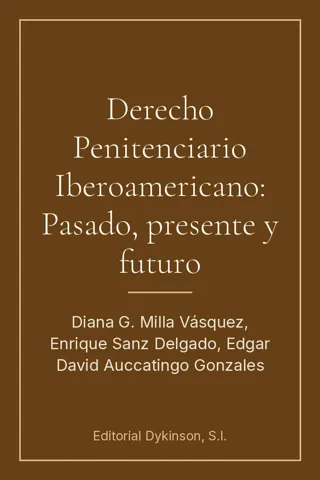 Derecho
Penitenciario
Iberoamericano:
Pasado, presente y
futuro
Diana G. Milla Vásquez,
Enrique Sanz Delgado, Edgar
David Auccatingo Gonzales
Editorial Dykinson, S.l.